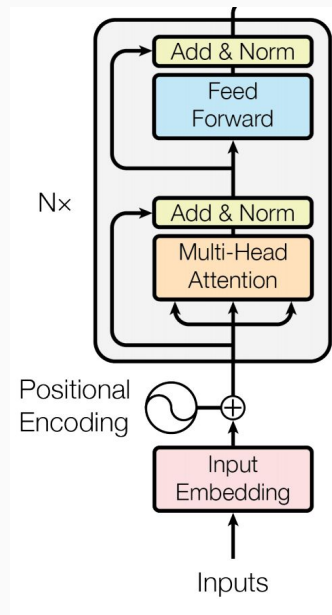 Add & Norm
Feed
Forward
N×
Add & Norm
Multi-Head
Attention
Positional
Encoding
Input
Embedding
Inputs